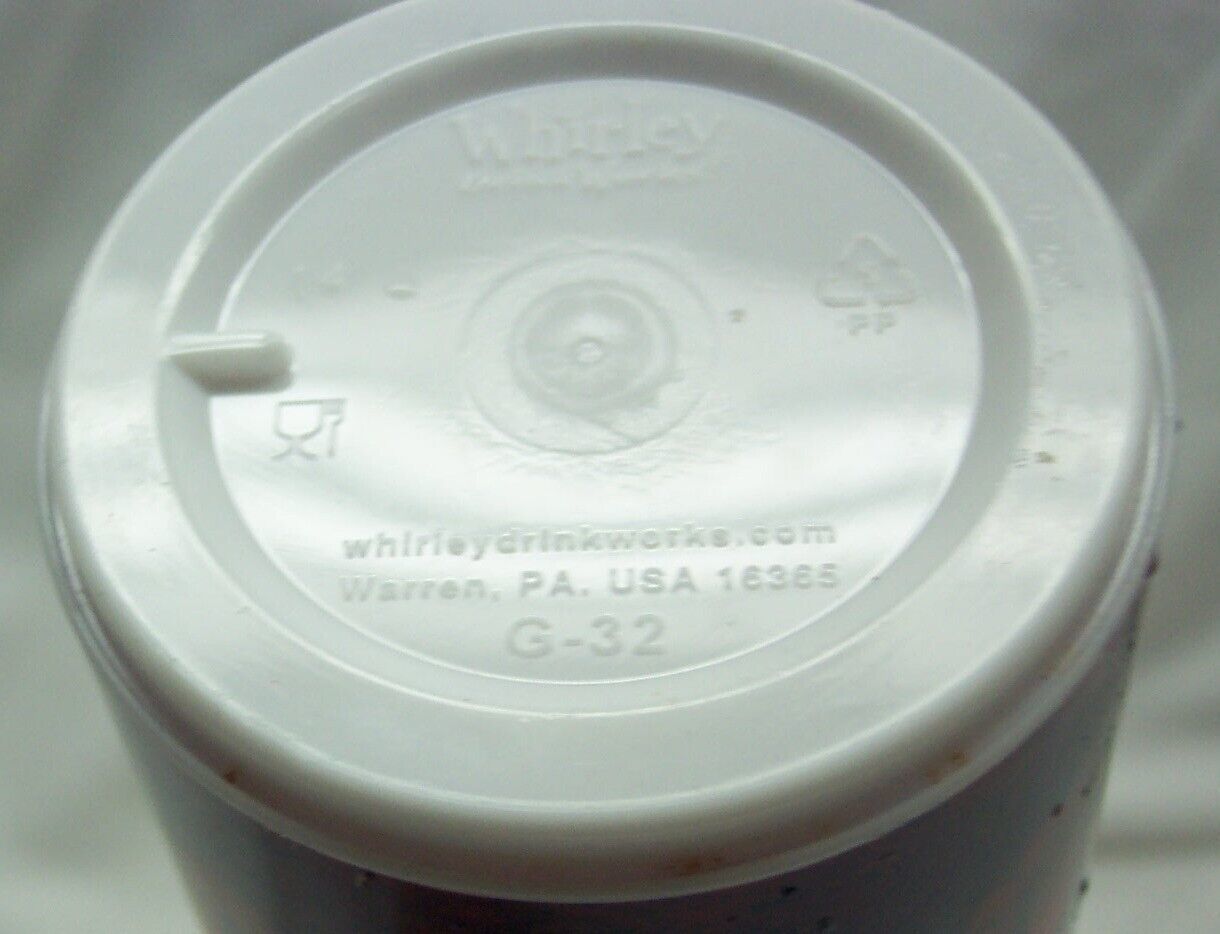 Whirley
PP
whirleydrinkworks.com
Warren, PA. USA 16365
G-32